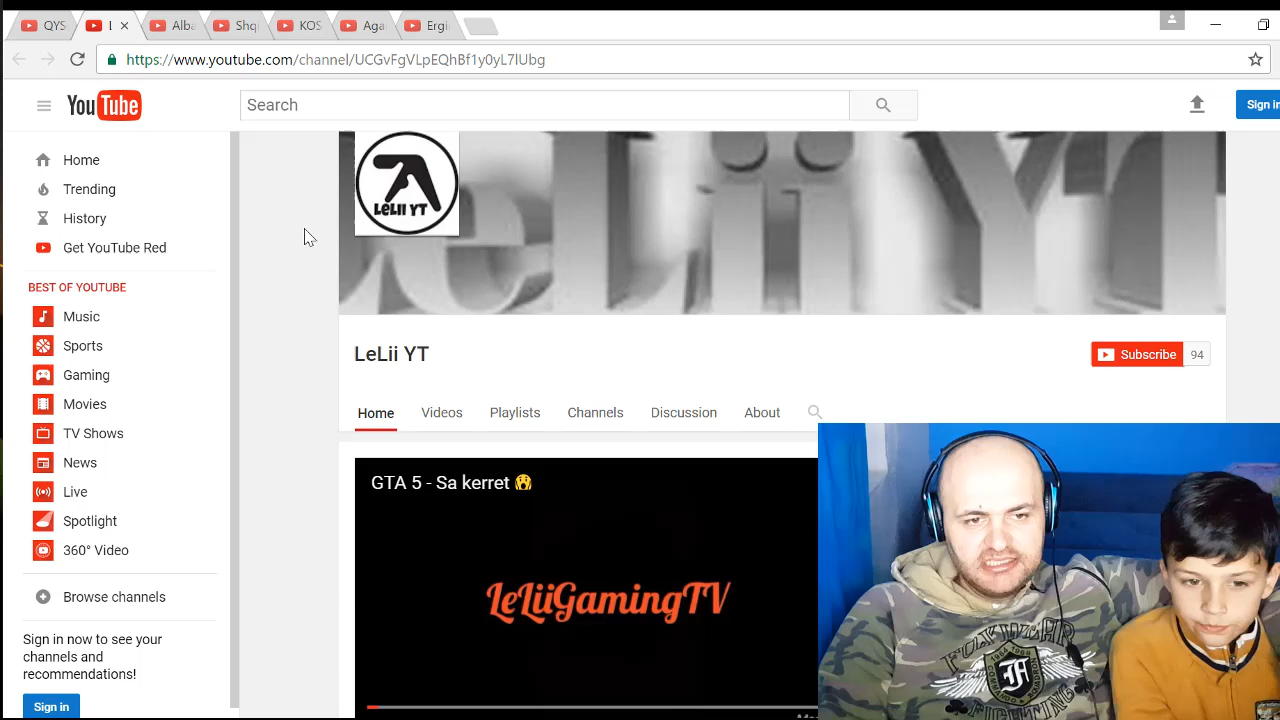 QYS
L
Alba
Shq
KOS
Aga
Ergi
https://www.youtube.com/channel/UCGvFgVLpEQhBf1y0yL7lUbg
YouTube
Search
Sign in
Home
Trending
History
Get YouTube Red
BEST OF YOUTUBE
Music
Sports
Gaming
Movies
TV Shows
News
Live
Spotlight
360° Video
Browse channels
Sign in now to see your
channels and
recommendations!
Sign in
LeLii YT
eLiiYT
LeLii YT
Subscribe 94
Home Videos Playlists Channels Discussion About
GTA 5 - Sa kerret 😱
LeLiiGamingTV
FIGHTING